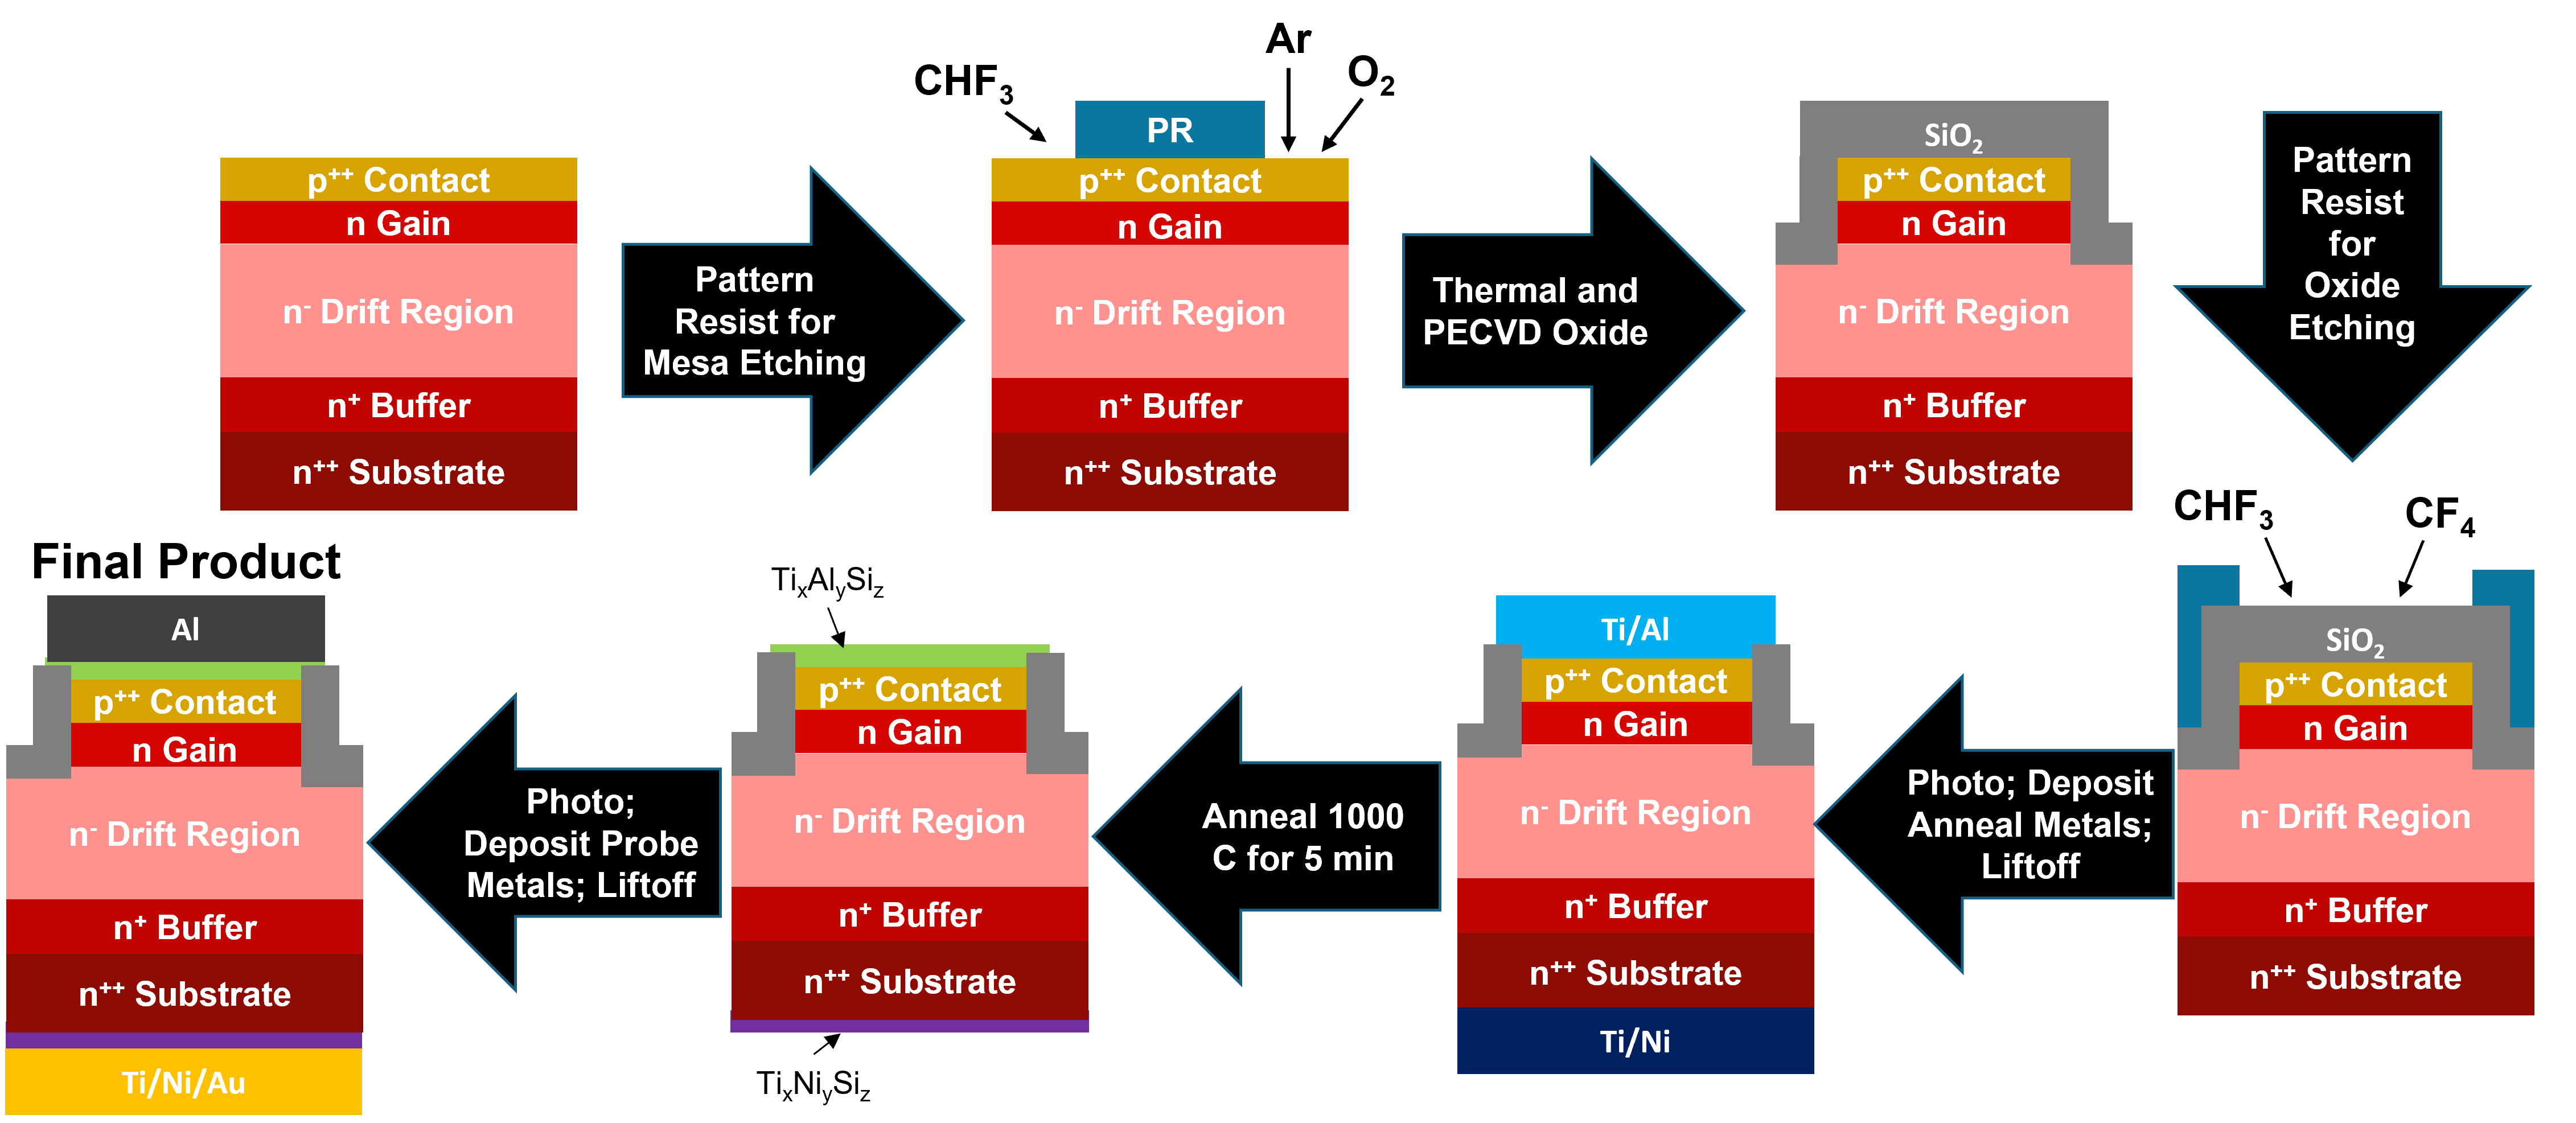 CHF₃
Ar
O₂
p⁺⁺ Contact
n Gain
n⁻ Drift Region
n⁺ Buffer
n⁺⁺ Substrate
Pattern
Resist for
Mesa Etching
PR
p⁺⁺ Contact
n Gain
n⁻ Drift Region
n⁺ Buffer
n⁺⁺ Substrate
Thermal and
PECVD Oxide
SiO₂
p⁺⁺ Contact
n Gain
n⁻ Drift Region
n⁺ Buffer
n⁺⁺ Substrate
Pattern
Resist
for
Oxide
Etching
CHF₃
CF₄
SiO₂
p⁺⁺ Contact
n Gain
n⁻ Drift Region
n⁺ Buffer
n⁺⁺ Substrate
Photo; Deposit
Anneal Metals;
Liftoff
Ti/Al
p⁺⁺ Contact
n Gain
n⁻ Drift Region
n⁺ Buffer
n⁺⁺ Substrate
Ti/Ni
Anneal 1000
C for 5 min
TiₓAlᵧSi_z
p⁺⁺ Contact
n Gain
n⁻ Drift Region
n⁺ Buffer
n⁺⁺ Substrate
TiₓNiᵧSi_z
Photo;
Deposit Probe
Metals; Liftoff
Final Product
Al
p⁺⁺ Contact
n Gain
n⁻ Drift Region
n⁺ Buffer
n⁺⁺ Substrate
Ti/Ni/Au